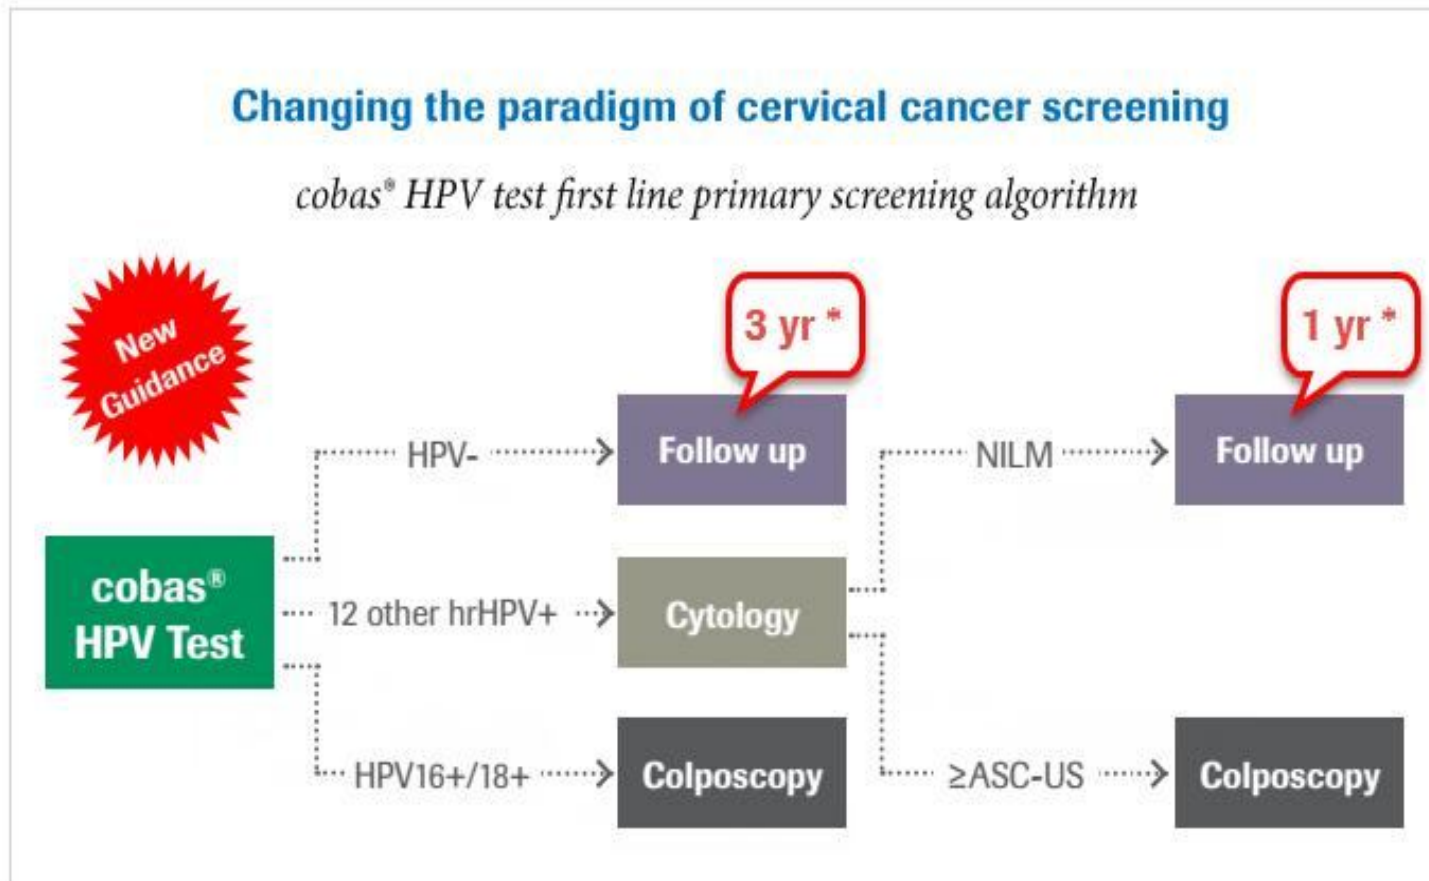 Changing the paradigm of cervical cancer screening
cobas® HPV test first line primary screening algorithm
New
Guidance
3 yr *
1 yr *
HPV-
Follow up
NILM
Follow up
cobas®
HPV Test
12 other hrHPV+
Cytology
HPV16+/18+
Colposcopy
≥ASC-US
Colposcopy